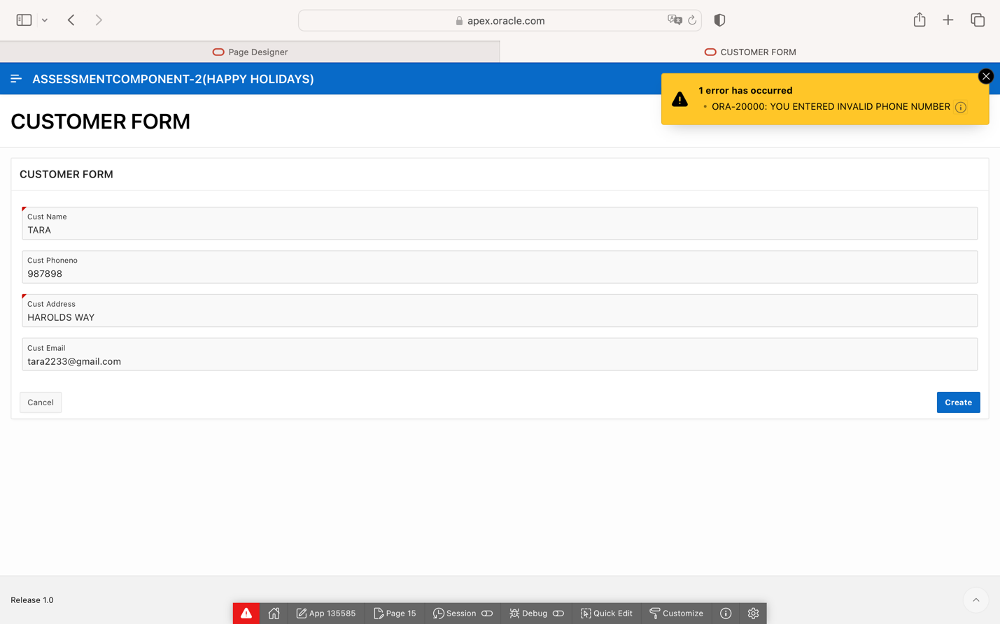 apex.oracle.com
Page Designer
CUSTOMER FORM
ASSESSMENTCOMPONENT-2(HAPPY HOLIDAYS)
1 error has occurred
• ORA-20000: YOU ENTERED INVALID PHONE NUMBER
CUSTOMER FORM
CUSTOMER FORM
Cust Name
TARA
Cust Phoneno
987898
Cust Address
HAROLDS WAY
Cust Email
tara2233@gmail.com
Cancel
Create
Release 1.0
App 135585
Page 15
Session
Debug
Quick Edit
Customize